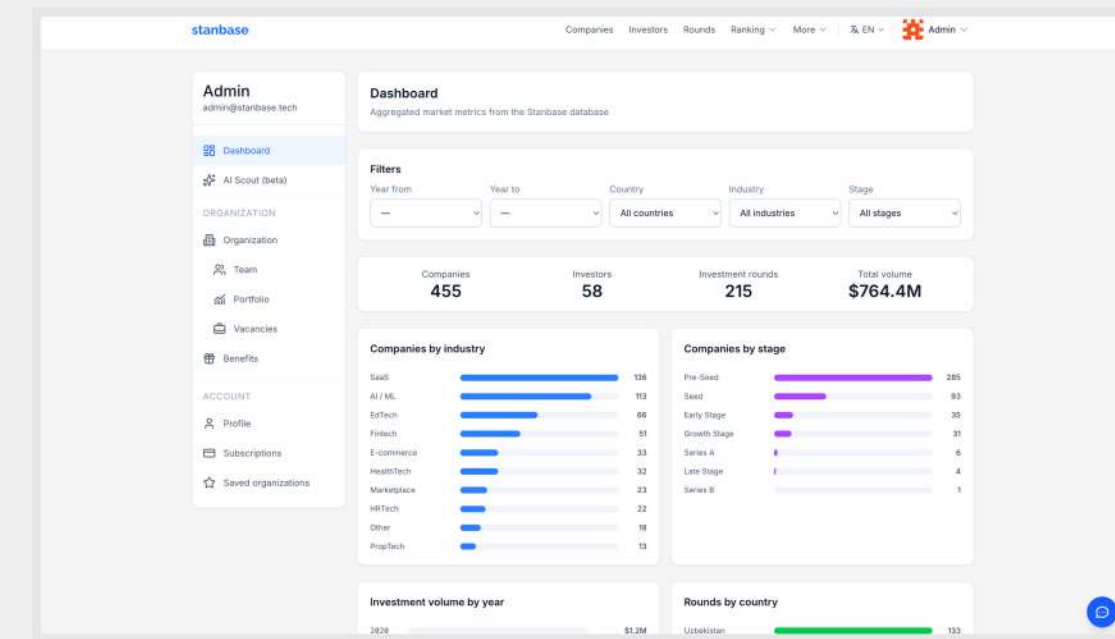 stanbase
Companies Investors Rounds Ranking More EN Admin
Admin
admin@stanbase.tech
Dashboard
AI Scout (beta)
ORGANIZATION
Organization
Team
Portfolio
Vacancies
Benefits
ACCOUNT
Profile
Subscriptions
Saved organizations
Dashboard
Aggregated market metrics from the Stanbase database
Filters
Year from Year to Country Industry Stage
— — All countries All industries All stages
Companies Investors Investment rounds Total volume
455 58 215 $764.4M
Companies by industry
SaaS 136
AI / ML 113
EdTech 66
Fintech 51
E-commerce 33
HealthTech 32
Marketplace 23
HRTech 22
Other 18
PropTech 13
Companies by stage
Pre-Seed 285
Seed 93
Early Stage 35
Growth Stage 31
Series A 6
Late Stage 4
Series B 1
Investment volume by year
2020 $1.2M
Rounds by country
Uzbekistan 133